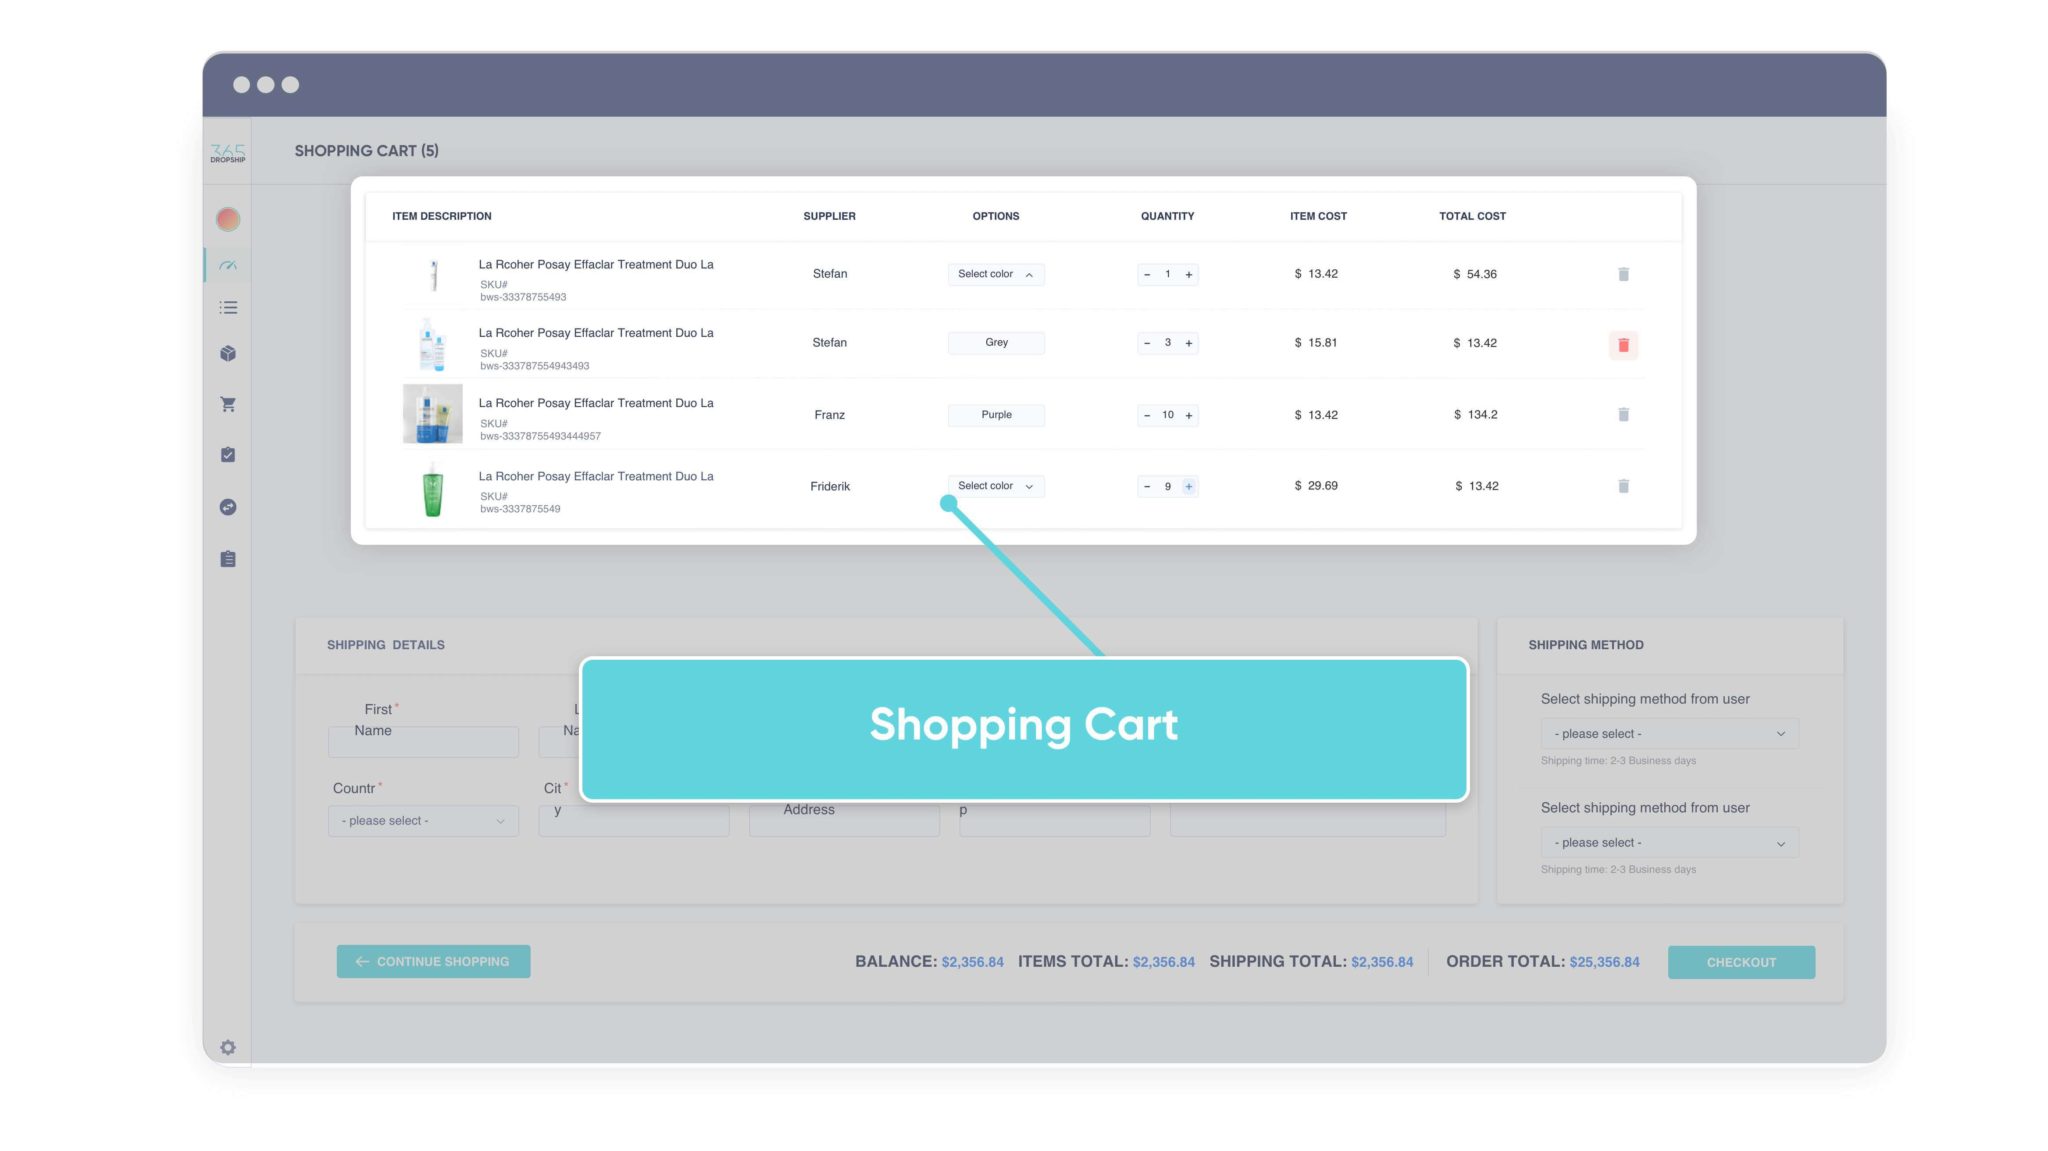 365
DROPSHIP
SHOPPING CART (5)
ITEM DESCRIPTION SUPPLIER OPTIONS QUANTITY ITEM COST TOTAL COST
La Rcoher Posay Effaclar Treatment Duo La
SKU#
bws-33378755493
Stefan Select color - 1 + $ 13.42 $ 54.36
La Rcoher Posay Effaclar Treatment Duo La
SKU#
bws-333787554943493
Stefan Grey - 3 + $ 15.81 $ 13.42
La Rcoher Posay Effaclar Treatment Duo La
SKU#
bws-33378755493444957
Franz Purple - 10 + $ 13.42 $ 134.2
La Rcoher Posay Effaclar Treatment Duo La
SKU#
bws-3337875549
Friderik Select color - 9 + $ 29.69 $ 13.42
Shopping Cart
SHIPPING DETAILS
First*
Name
L
Na
Countr*
- please select -
Cit*
y
Address
p
SHIPPING METHOD
Select shipping method from user
- please select -
Shipping time: 2-3 Business days
Select shipping method from user
- please select -
Shipping time: 2-3 Business days
← CONTINUE SHOPPING
BALANCE: $2,356.84 ITEMS TOTAL: $2,356.84 SHIPPING TOTAL: $2,356.84 ORDER TOTAL: $25,356.84
CHECKOUT